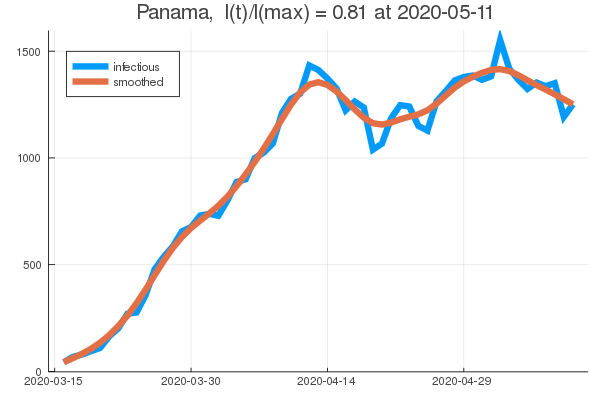 Panama,  I(t)/I(max) = 0.81 at 2020-05-11
1500
infectious
smoothed
1000
500
0
2020-03-15 2020-03-30 2020-04-14 2020-04-29